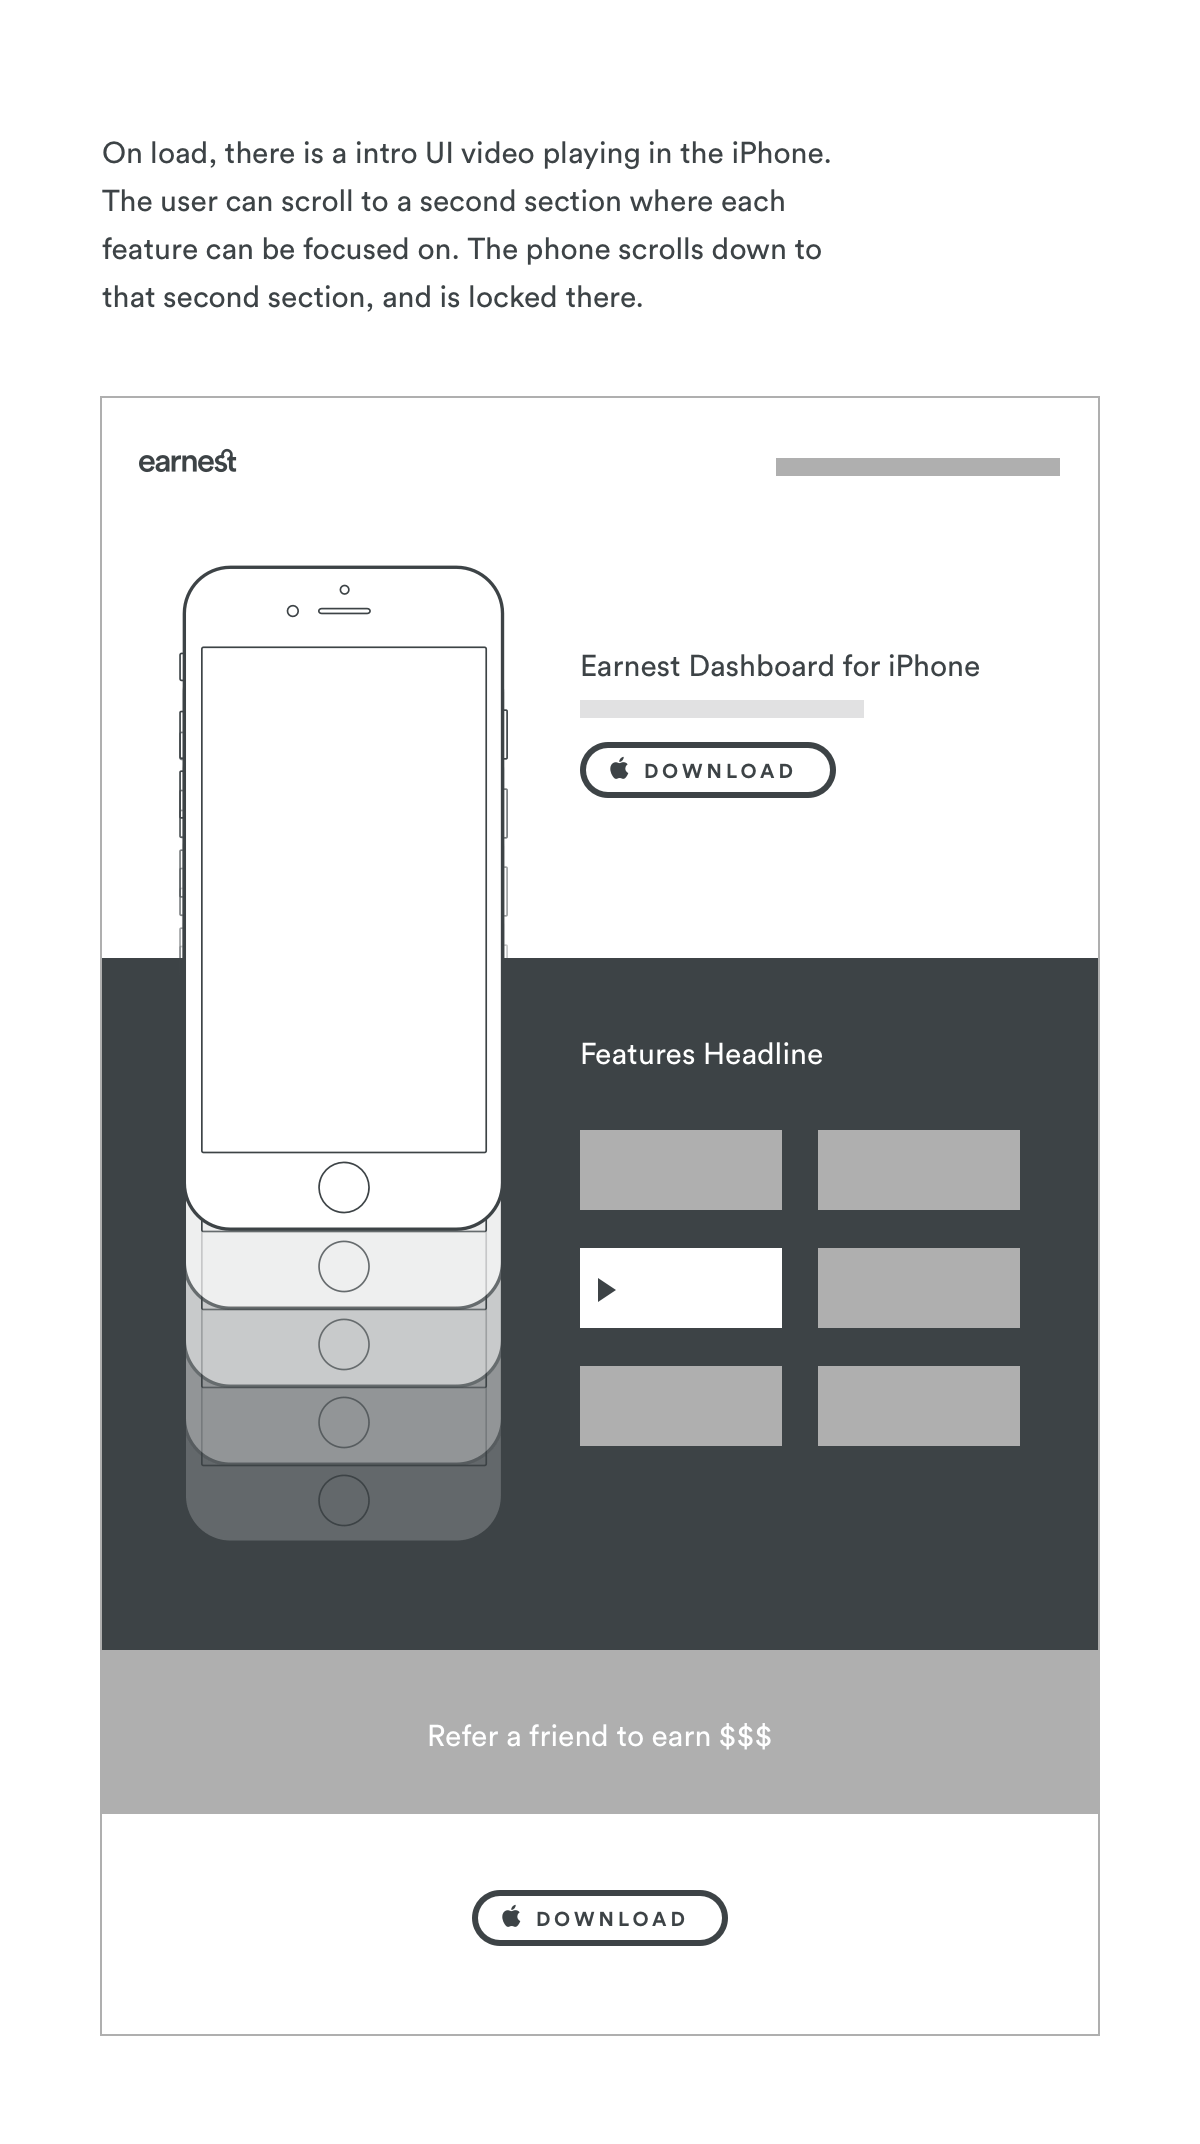 On load, there is a intro UI video playing in the iPhone.
The user can scroll to a second section where each
feature can be focused on. The phone scrolls down to
that second section, and is locked there.
earnest
Earnest Dashboard for iPhone
DOWNLOAD
Features Headline
Refer a friend to earn $$$
DOWNLOAD